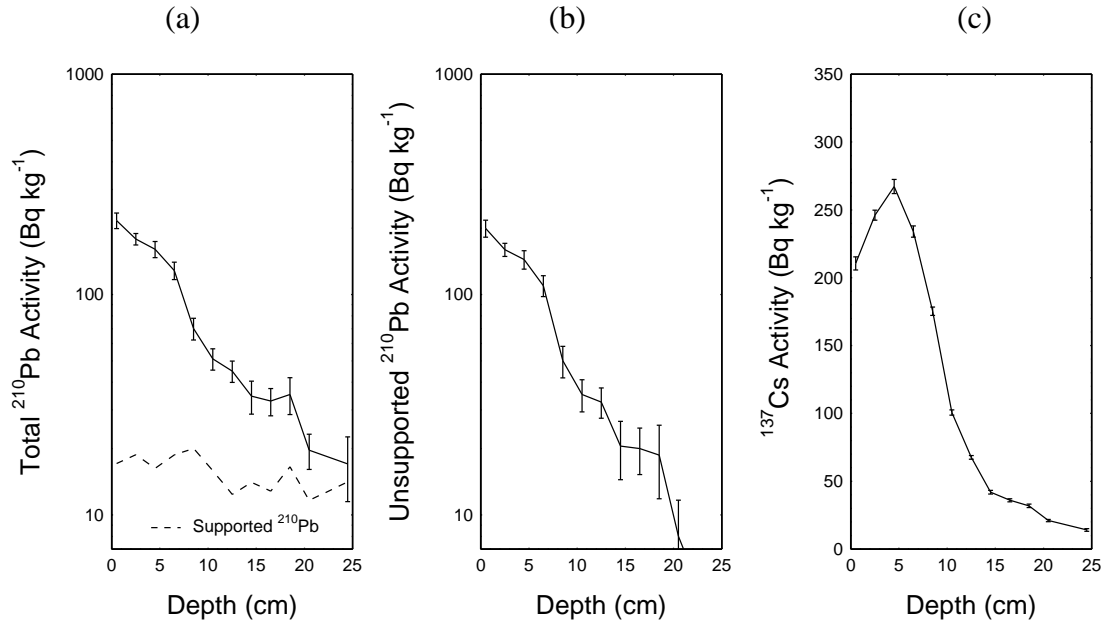 (a)
(b)
(c)
Total ²¹⁰Pb Activity (Bq kg⁻¹)
1000
100
10
0 5 10 15 20 25
Depth (cm)
Supported ²¹⁰Pb
Unsupported ²¹⁰Pb Activity (Bq kg⁻¹)
1000
100
10
0 5 10 15 20 25
Depth (cm)
¹³⁷Cs Activity (Bq kg⁻¹)
350
300
250
200
150
100
50
0
0 5 10 15 20 25
Depth (cm)